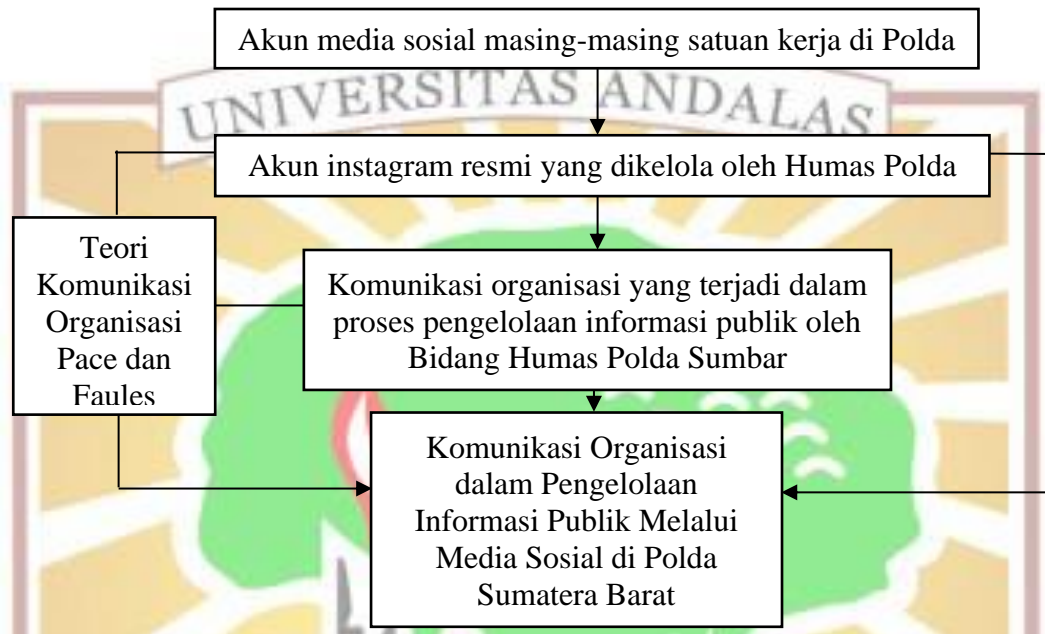 Akun media sosial masing-masing satuan kerja di Polda
UNIVERSITAS ANDALAS
Akun instagram resmi yang dikelola oleh Humas Polda
Teori
Komunikasi
Organisasi
Pace dan
Faules
Komunikasi organisasi yang terjadi dalam
proses pengelolaan informasi publik oleh
Bidang Humas Polda Sumbar
Komunikasi Organisasi
dalam Pengelolaan
Informasi Publik Melalui
Media Sosial di Polda
Sumatera Barat